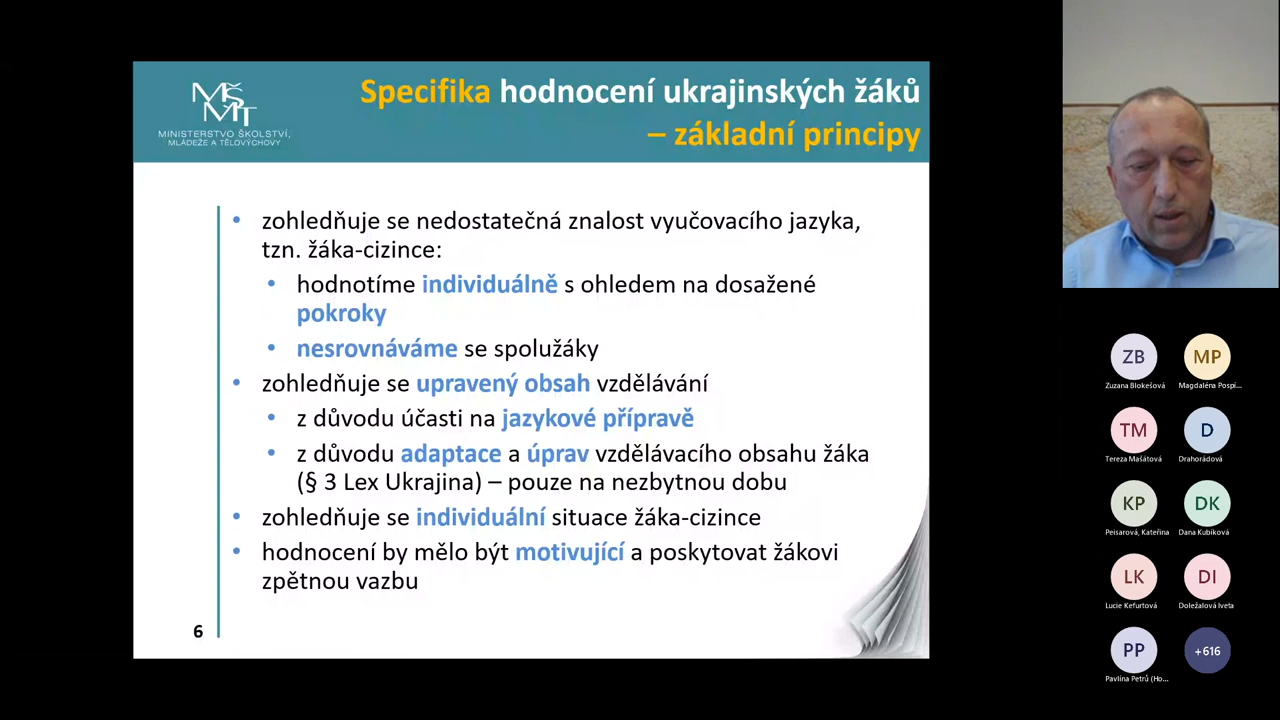 MŠMT
MINISTERSTVO ŠKOLSTVÍ,
MLÁDEŽE A TĚLOVÝCHOVY
Specifika hodnocení ukrajinských žáků
– základní principy
• zohledňuje se nedostatečná znalost vyučovacího jazyka,
tzn. žáka-cizince:
• hodnotíme individuálně s ohledem na dosažené
pokroky
• nesrovnáváme se spolužáky
• zohledňuje se upravený obsah vzdělávání
• z důvodu účasti na jazykové přípravě
• z důvodu adaptace a úprav vzdělávacího obsahu žáka
(§ 3 Lex Ukrajina) – pouze na nezbytnou dobu
• zohledňuje se individuální situace žáka-cizince
• hodnocení by mělo být motivující a poskytovat žákovi
zpětnou vazbu
6
ZB
MP
Zuzana Blokešová
Magdaléna Pospí...
TM
D
Tereza Mašátová
Drahorádová
KP
DK
Peisarová, Kateřina
Dana Kubíková
LK
DI
Lucie Kefurtová
Doležalová Iveta
PP
+616
Pavlína Petrů (Ho...